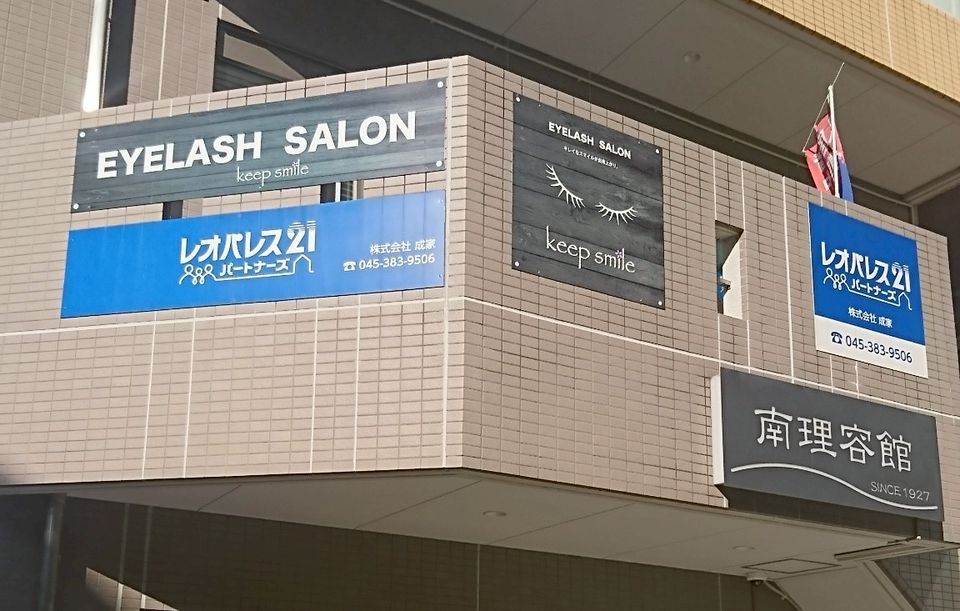 EYELASH SALON
keep smile
レオパレス21
パートナーズ
株式会社 成家
☎045-383-9506
EYELASH SALON
keep smile
レオパレス21
パートナーズ
株式会社 成家
☎045-383-9506
南理容館
SINCE 1927